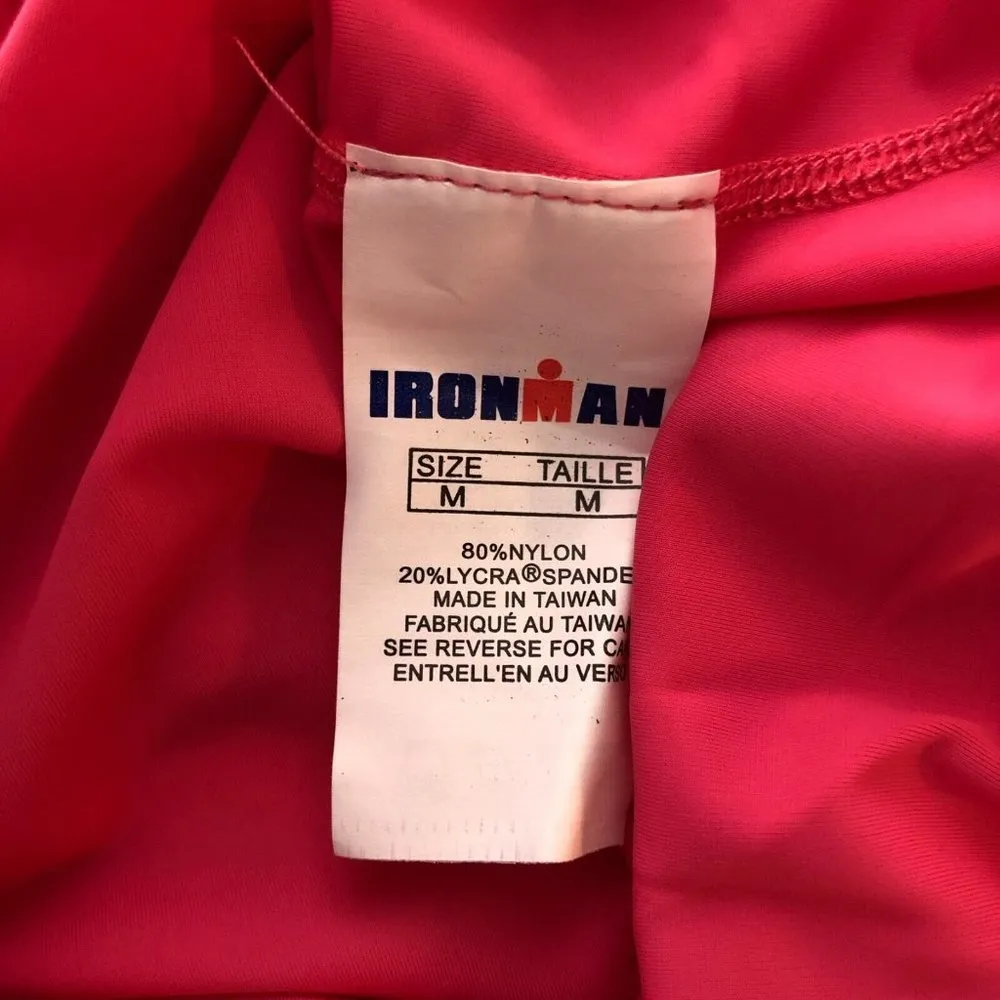 IRONMAN
SIZE TAILLE
M M
80%NYLON
20%LYCRA®SPANDE
MADE IN TAIWAN
FABRIQUÉ AU TAIWA
SEE REVERSE FOR CA
ENTRELL'EN AU VERSO